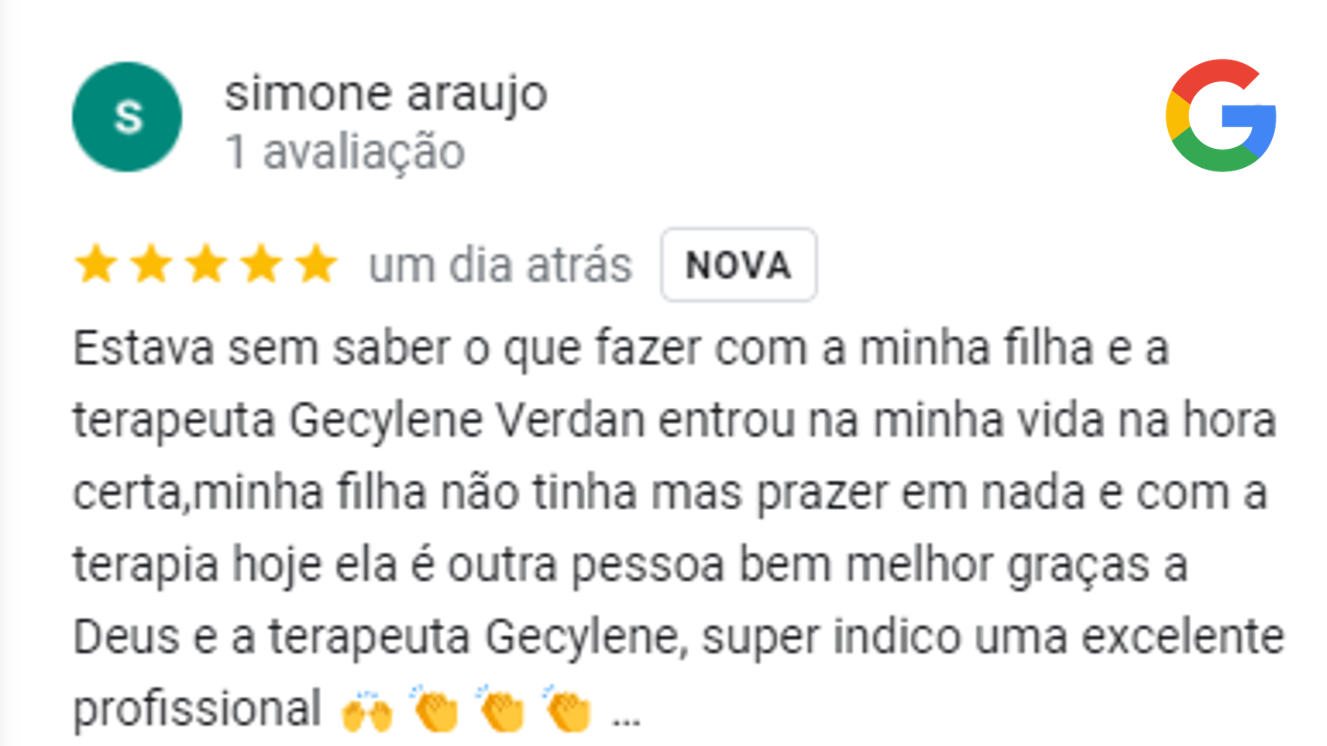 simone araujo
1 avaliação
S
G
★★★★★ um dia atrás NOVA
Estava sem saber o que fazer com a minha filha e a
terapeuta Gecylene Verdan entrou na minha vida na hora
certa,minha filha não tinha mas prazer em nada e com a
terapia hoje ela é outra pessoa bem melhor graças a
Deus e a terapeuta Gecylene, super indico uma excelente
profissional 🙌 👏 👏 👏 ...